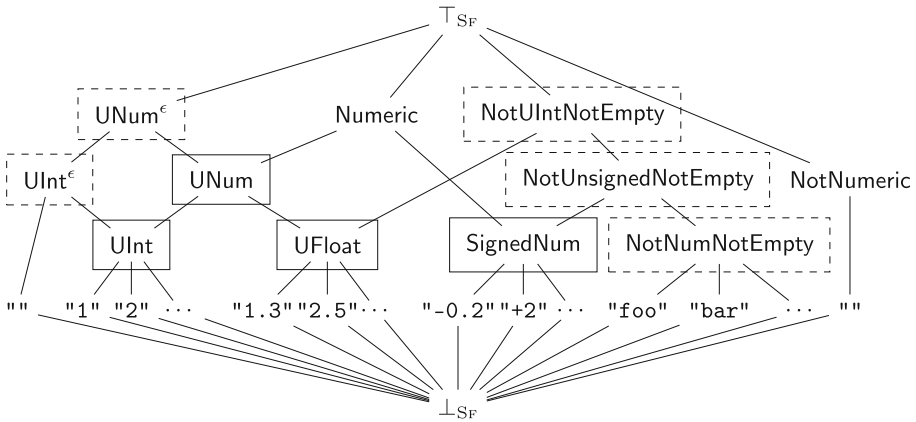 ⊤SF
UNumϵ Numeric NotUIntNotEmpty
UIntϵ UNum NotUnsignedNotEmpty NotNumeric
UInt UFloat SignedNum NotNumNotEmpty
"" "1" "2" ··· "1.3" "2.5" ··· "-0.2" "+2" ··· "foo" "bar" ··· ""
⊥SF